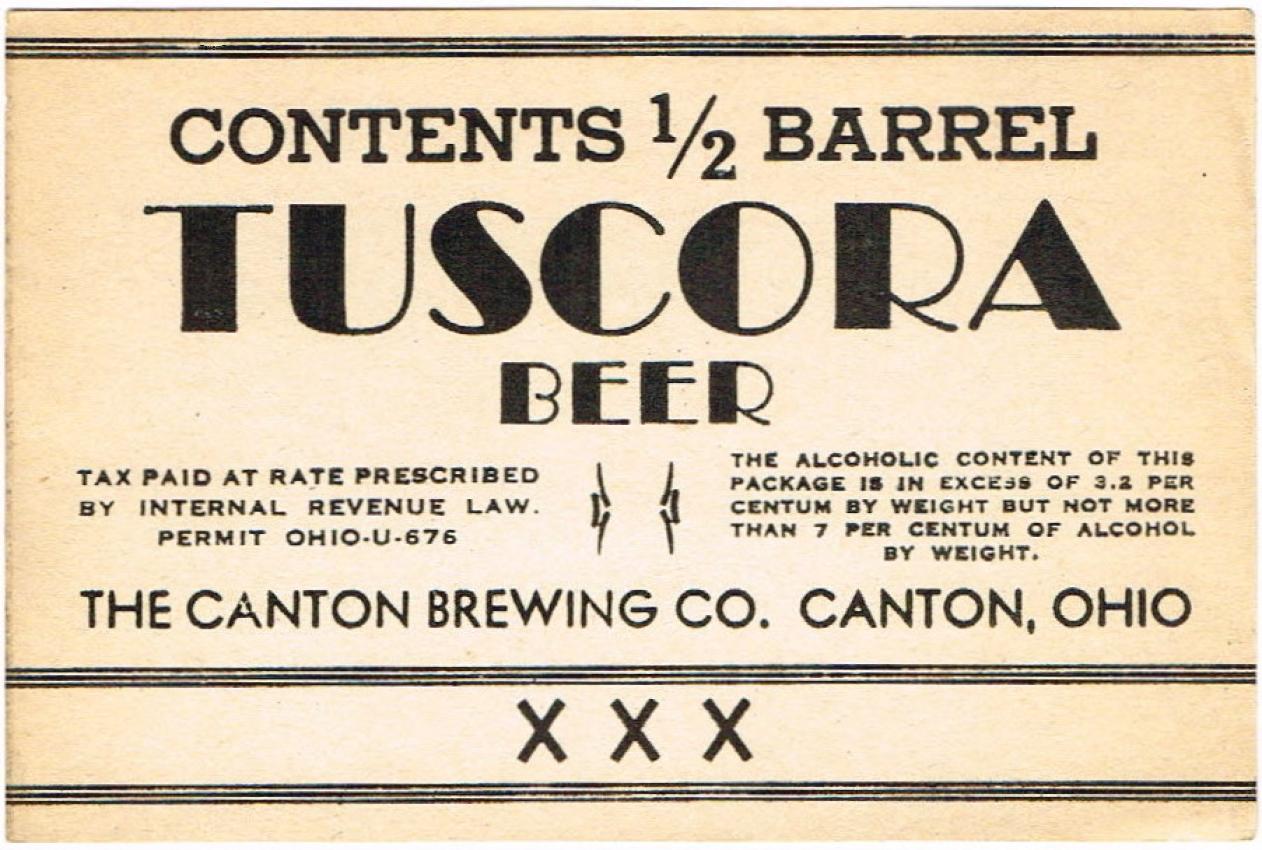 CONTENTS 1/2 BARREL
TUSCORA
BEER
TAX PAID AT RATE PRESCRIBED
BY INTERNAL REVENUE LAW.
PERMIT OHIO-U-676
THE ALCOHOLIC CONTENT OF THIS
PACKAGE IS IN EXCESS OF 3.2 PER
CENTUM BY WEIGHT BUT NOT MORE
THAN 7 PER CENTUM OF ALCOHOL
BY WEIGHT.
THE CANTON BREWING CO. CANTON, OHIO
X X X